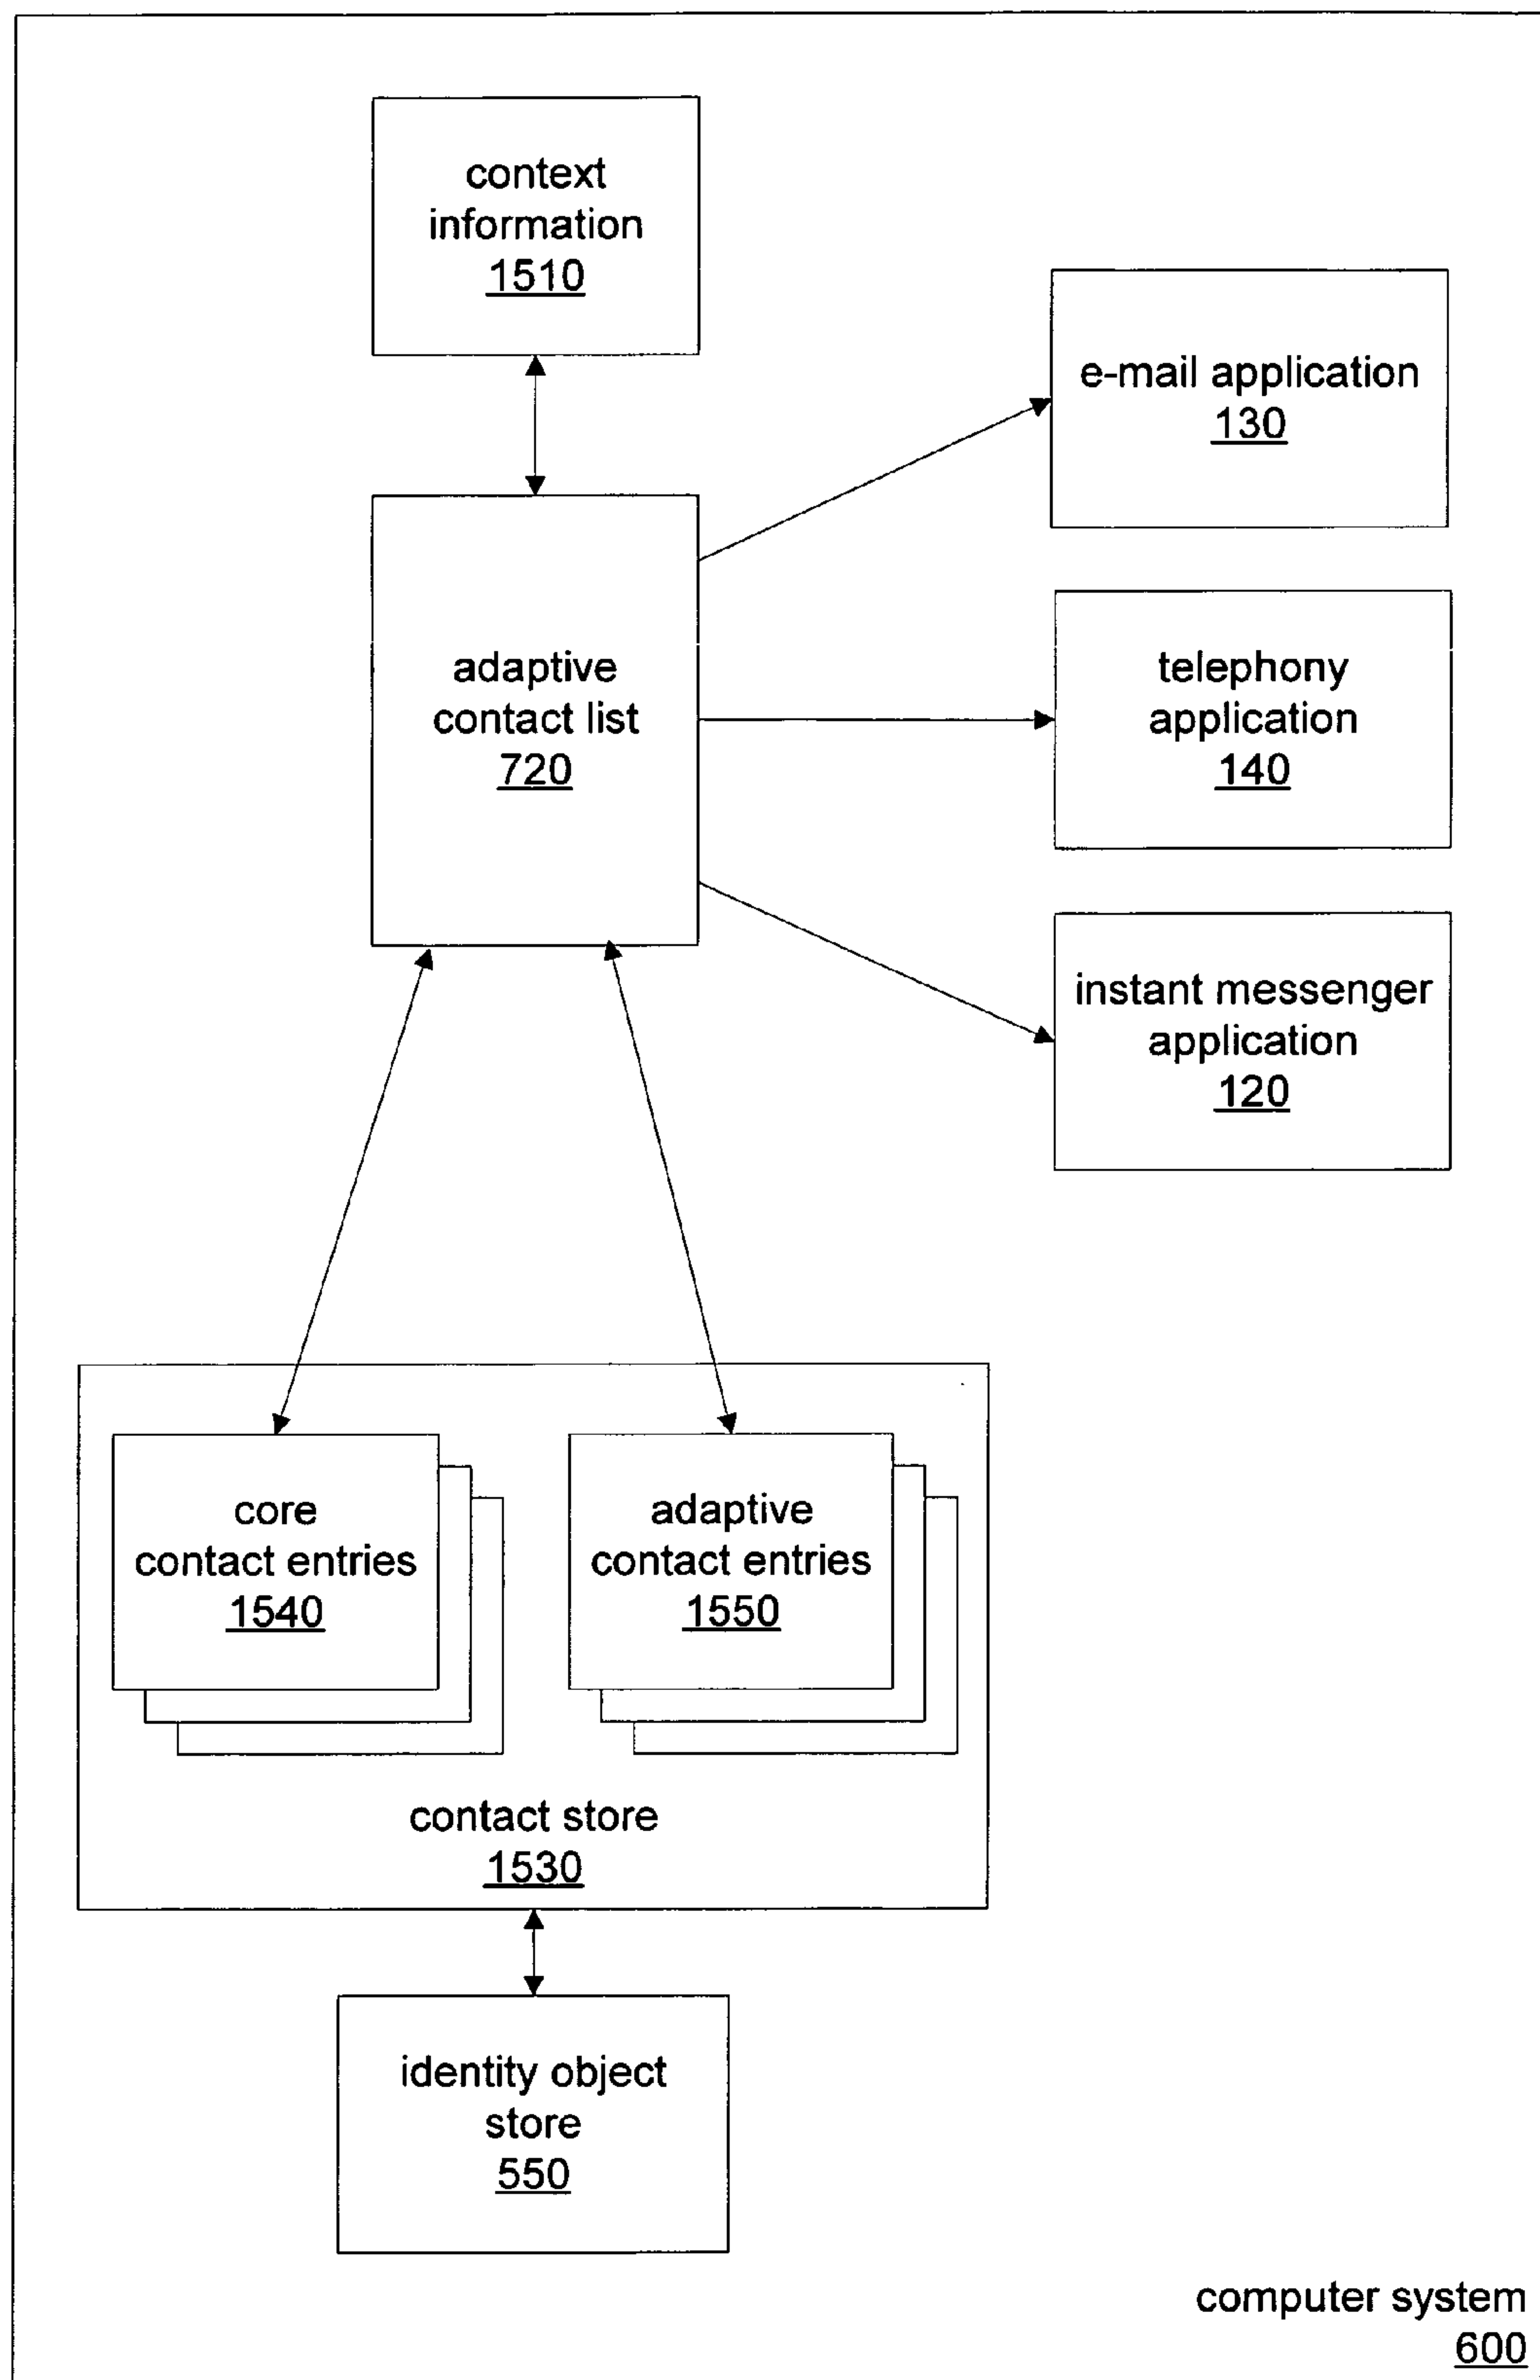 context
information
1510
e-mail application
130
adaptive
contact list
720
telephony
application
140
instant messenger
application
120
core
contact entries
1540
adaptive
contact entries
1550
contact store
1530
identity object
store
550
computer system
600